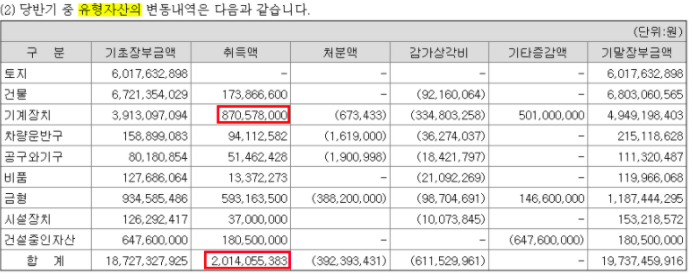 (2) 당반기 중 유형자산의 변동내역은 다음과 같습니다.
(단위:원)
구 분 기초장부금액 취득액 처분액 감가상각비 기타증감액 기말장부금액
토지 6,017,632,898 - - - - 6,017,632,898
건물 6,721,354,029 173,866,600 - (92,160,064) - 6,803,060,565
기계장치 3,913,097,094 870,578,000 (673,433) (334,803,258) 501,000,000 4,949,198,403
차량운반구 158,899,083 94,112,582 (1,619,000) (36,274,037) - 215,118,628
공구와기구 80,180,854 51,462,428 (1,900,998) (18,421,797) - 111,320,487
비품 127,686,064 13,372,273 - (21,092,269) - 119,966,068
금형 934,585,486 593,163,500 (388,200,000) (98,704,691) 146,600,000 1,187,444,295
시설장치 126,292,417 37,000,000 - (10,073,845) - 153,218,572
건설중인자산 647,600,000 180,500,000 - - (647,600,000) 180,500,000
합 계 18,727,327,925 2,014,055,383 (392,393,431) (611,529,961) - 19,737,459,916